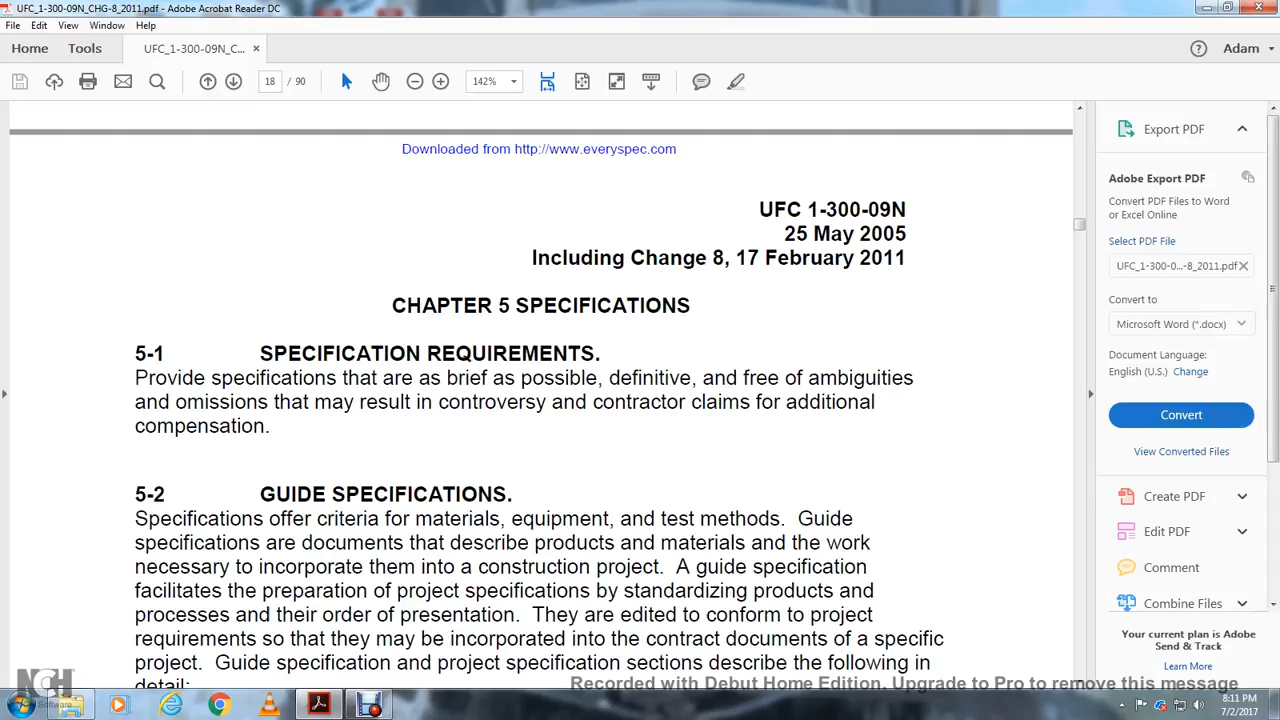 UFC_1-300-09N_CHG-8_2011.pdf - Adobe Acrobat Reader DC
File Edit View Window Help
Home Tools UFC_1-300-09N_C... × Adam
18 / 90 142%
Downloaded from http://www.everyspec.com
UFC 1-300-09N
25 May 2005
Including Change 8, 17 February 2011
CHAPTER 5 SPECIFICATIONS
5-1 SPECIFICATION REQUIREMENTS.
Provide specifications that are as brief as possible, definitive, and free of ambiguities
and omissions that may result in controversy and contractor claims for additional
compensation.
5-2 GUIDE SPECIFICATIONS.
Specifications offer criteria for materials, equipment, and test methods. Guide
specifications are documents that describe products and materials and the work
necessary to incorporate them into a construction project. A guide specification
facilitates the preparation of project specifications by standardizing products and
processes and their order of presentation. They are edited to conform to project
requirements so that they may be incorporated into the contract documents of a specific
project. Guide specification and project specification sections describe the following in
detail:
Export PDF
Adobe Export PDF
Convert PDF Files to Word
or Excel Online
Select PDF File
UFC_1-300-0...-8_2011.pdf ×
Convert to
Microsoft Word (*.docx)
Document Language:
English (U.S.) Change
Convert
View Converted Files
Create PDF
Edit PDF
Comment
Combine Files
Your current plan is Adobe
Send & Track
Learn More
NCH Software
Recorded with Debut Home Edition. Upgrade to Pro to remove this message
8:11 PM
7/2/2017